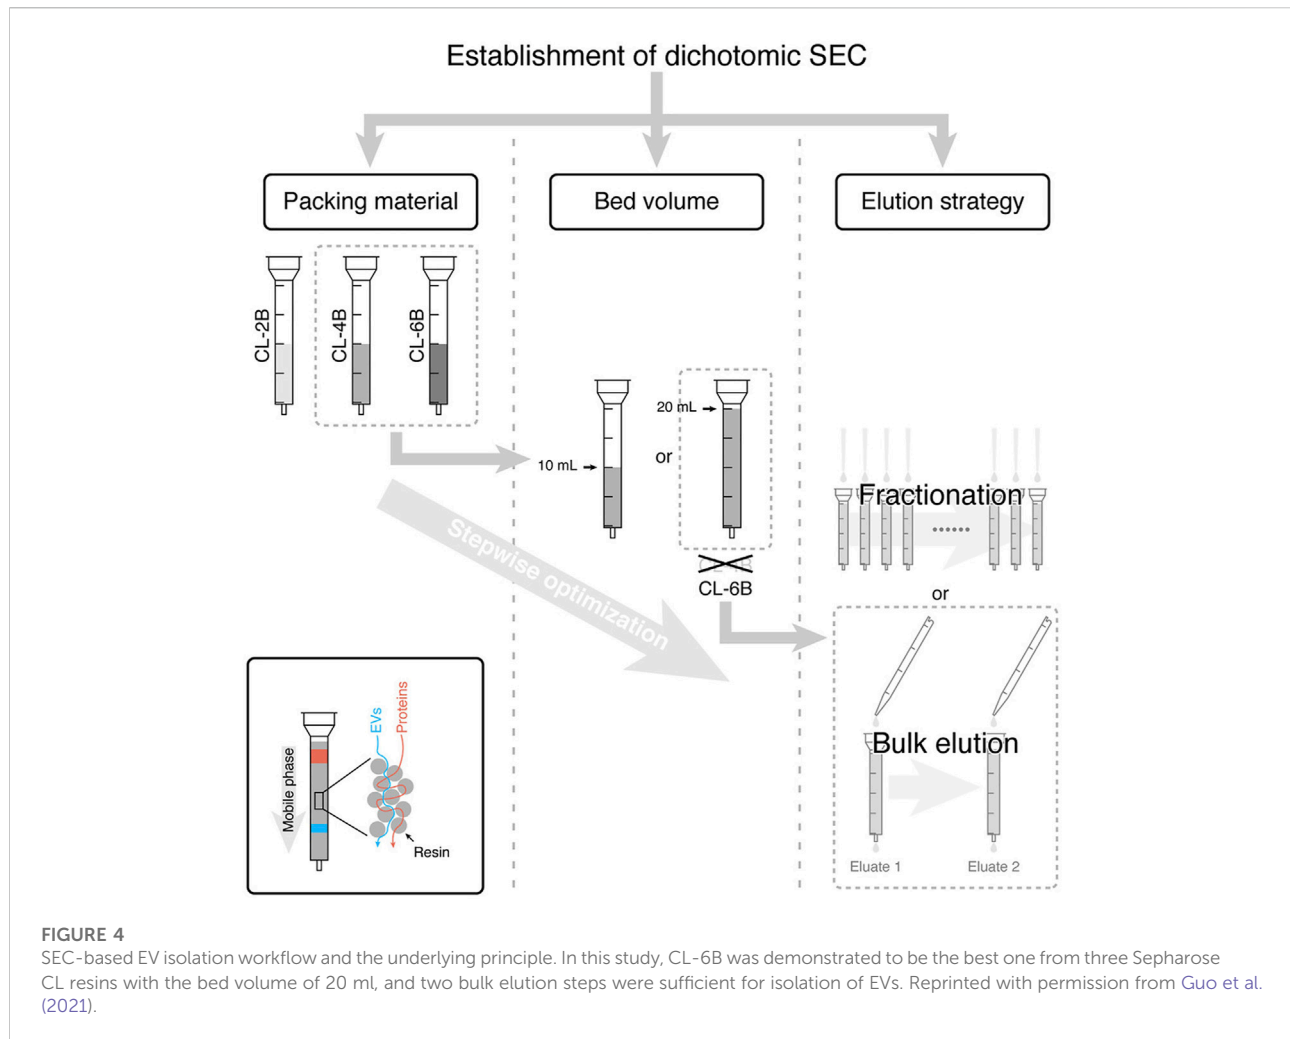 Establishment of dichotomic SEC
Packing material
Bed volume
Elution strategy
CL-2B
CL-4B
CL-6B
10 mL
or
20 mL
CL-4B
CL-6B
Stepwise optimization
Fractionation
......
or
Bulk elution
Eluate 1
Eluate 2
Mobile phase
EVs
Proteins
Resin
FIGURE 4
SEC-based EV isolation workflow and the underlying principle. In this study, CL-6B was demonstrated to be the best one from three Sepharose
CL resins with the bed volume of 20 ml, and two bulk elution steps were sufficient for isolation of EVs. Reprinted with permission from Guo et al.
(2021).